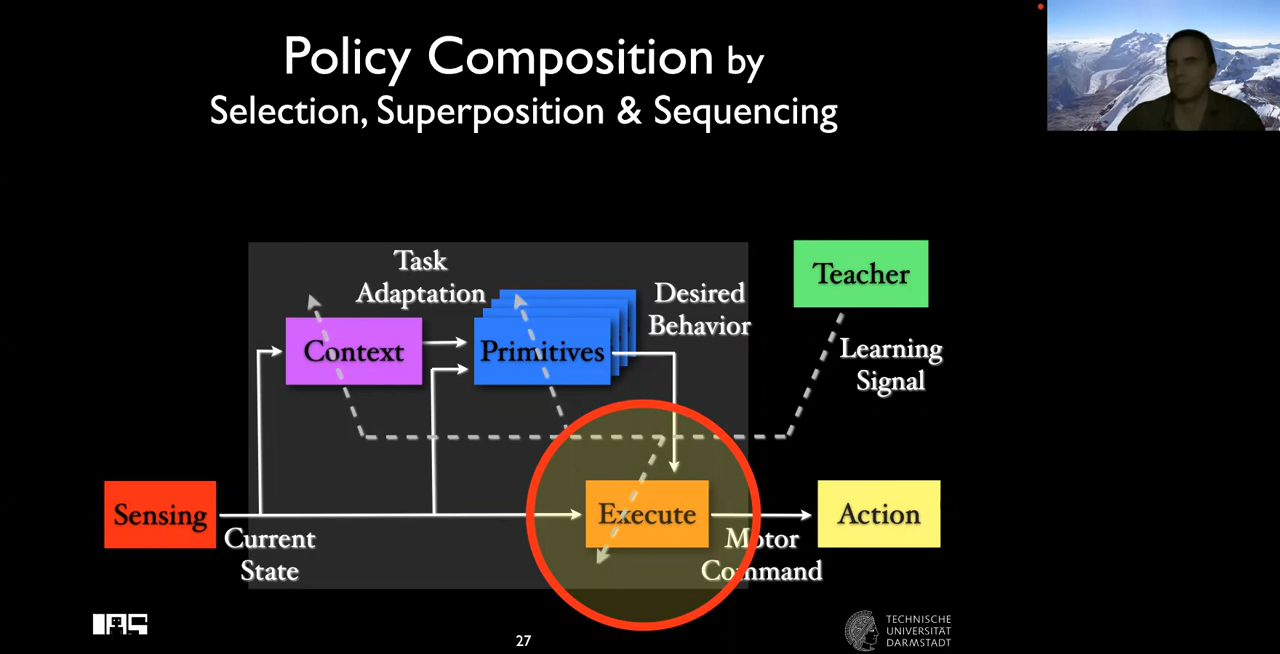 Policy Composition by
Selection, Superposition & Sequencing
Task
Adaptation
Desired
Behavior
Teacher
Context
Primitives
Learning
Signal
Sensing
Execute
Action
Current
State
Motor
Command
IAS
27
TECHNISCHE
UNIVERSITÄT
DARMSTADT